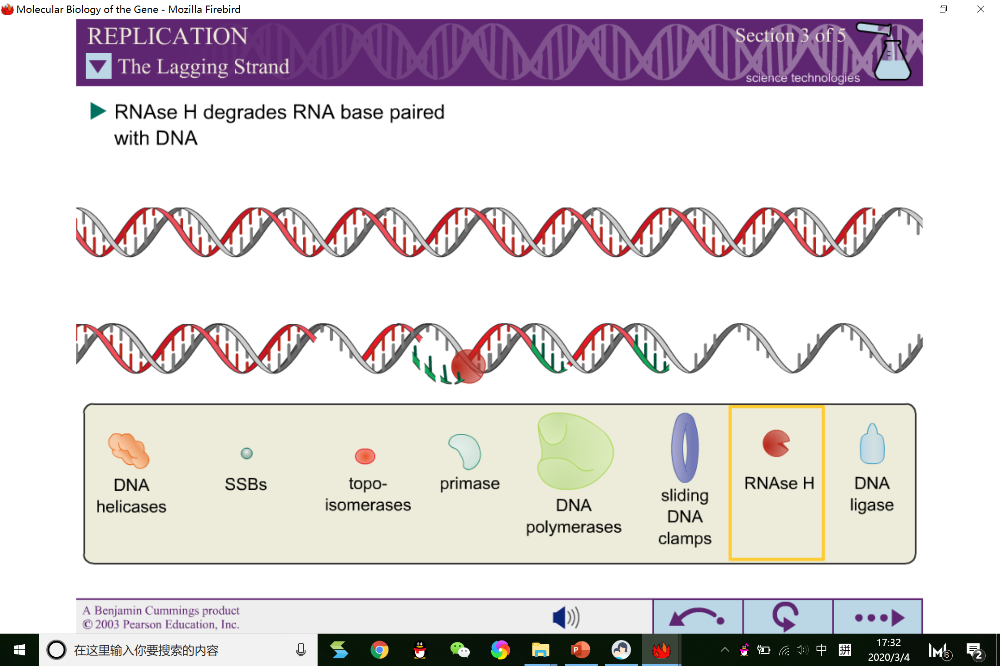 Molecular Biology of the Gene - Mozilla Firebird
REPLICATION
Section 3 of 5
The Lagging Strand
science technologies
RNAse H degrades RNA base paired
with DNA
DNA
helicases
SSBs
topo-
isomerases
primase
DNA
polymerases
sliding
DNA
clamps
RNAse H
DNA
ligase
A Benjamin Cummings product
© 2003 Pearson Education, Inc.
在这里输入你要搜索的内容
P
中
拼
17:32
2020/3/4
3
2